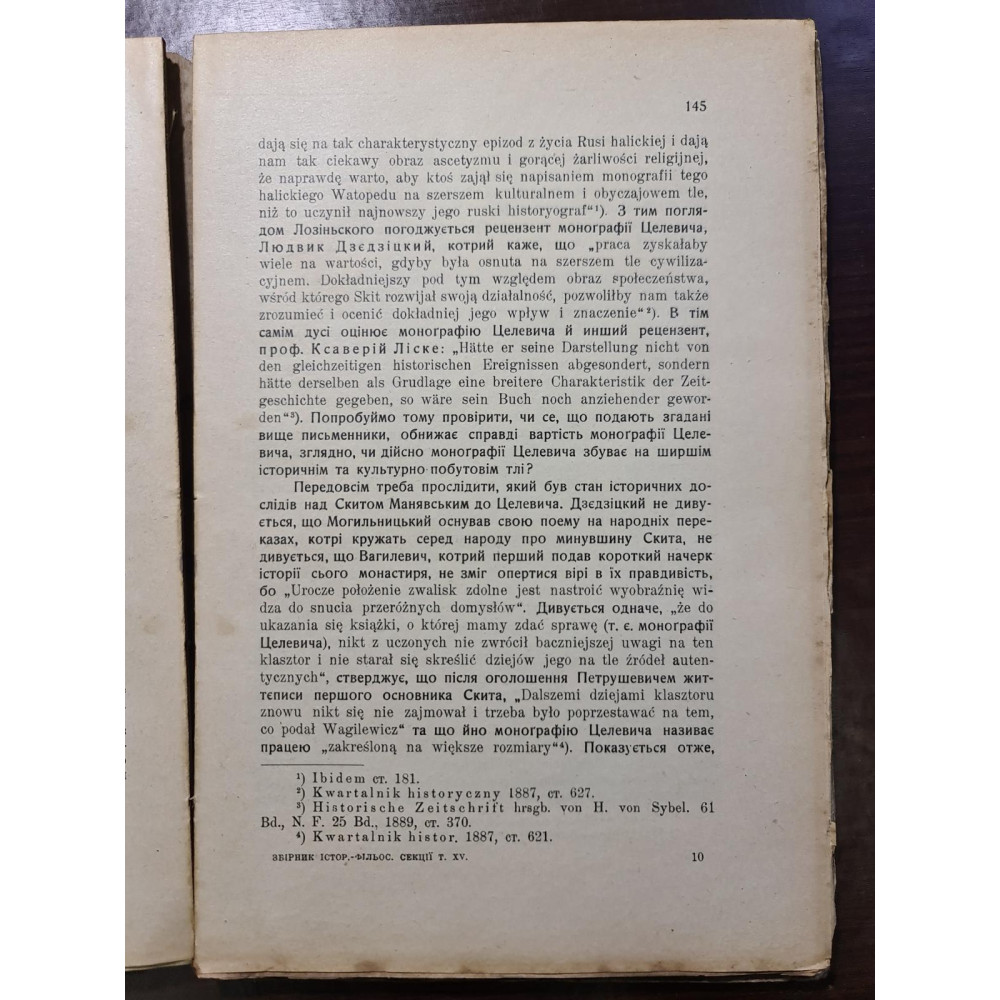 145
dają się na tak charakterystyczny epizod z życia Rusi halickiej i dają
nam tak ciekawy obraz ascetyzmu i gorącej żarliwości religijnej,
że naprawdę warto, aby ktoś zajął się napisaniem monografii tego
halickiego Watopedu na szerszem kulturalnem i obyczajowem tle,
niż to uczynił najnowszy jego ruski historyograf“¹). З тим погля-
дом Лозіньского погоджується рецензент моноґрафії Целевича,
Людвик Дзєдзіцкий, котрий каже, що „praca zyskałaby
wiele na wartości, gdyby była osnuta na szerszem tle cywiliza-
cyjnem. Dokładniejszy pod tym względem obraz społeczeństwa,
wśród którego Skit rozwijał swoją działalność, pozwoliłby nam także
zrozumieć i ocenić dokładniej jego wpływ i znaczenie“²). В тім
самім дусі оцінює моноґрафію Целевича й инший рецензент,
проф. Ксаверій Ліске: „Hätte er seine Darstellung nicht von
den gleichzeitigen historischen Ereignissen abgesondert, sondern
hätte derselben als Grudlage eine breitere Charakteristik der Zeit-
geschichte gegeben, so wäre sein Buch noch anziehender gewor-
den“³). Попробуймо тому провірити, чи се, що подають згадані
вище письменники, обнижає справді вартість моноґрафії Целе-
вича, зглядно, чи дійсно моноґрафії Целевича збуває на ширшім
історичнім та культурно-побутовім тлі?
Передовсім треба прослідити, який був стан історичних до-
слідів над Скитом Манявським до Целевича. Дзєдзіцкий не диву-
ється, що Могильницький оснував свою поему на народніх пере-
казах, котрі кружать серед народу про минувшину Скита, не
дивується, що Вагилевич, котрий перший подав короткий начерк
історії сього монастиря, не зміг опертися вірі в їх правдивість,
бо „Urocze położenie zwalisk zdolne jest nastroić wyobraźnię wi-
dza do snucia przeróżnych domysłów“. Дивується одначе, „że do
ukazania się książki, o której mamy zdać sprawę (т. є. моноґрафії
Целевича), nikt z uczonych nie zwrócił baczniejszej uwagi na ten
klasztor i nie starał się skreślić dziejów jego na tle źródeł auten-
tycznych“, стверджує, що після оголошення Петрушевичем жит-
тєписи першого основника Скита, „Dalszemi dziejami klasztoru
znowu nikt się nie zajmował i trzeba było poprzestawać na tem,
co podał Wagilewicz“ та що йно моноґрафію Целевича називає
працею „zakreśloną na większe rozmiary“⁴). Показується отже,
¹) Ibidem ст. 181.
²) Kwartalnik historyczny 1887, ст. 627.
³) Historische Zeitschrift hrsgb. von H. von Sybel. 61
Bd., N. F. 25 Bd., 1889, ст. 370.
⁴) Kwartalnik histor. 1887, ст. 621.
ЗБІРНИК ІСТОР.-ФІЛЬОС. СЕКЦІЇ Т. XV. 10